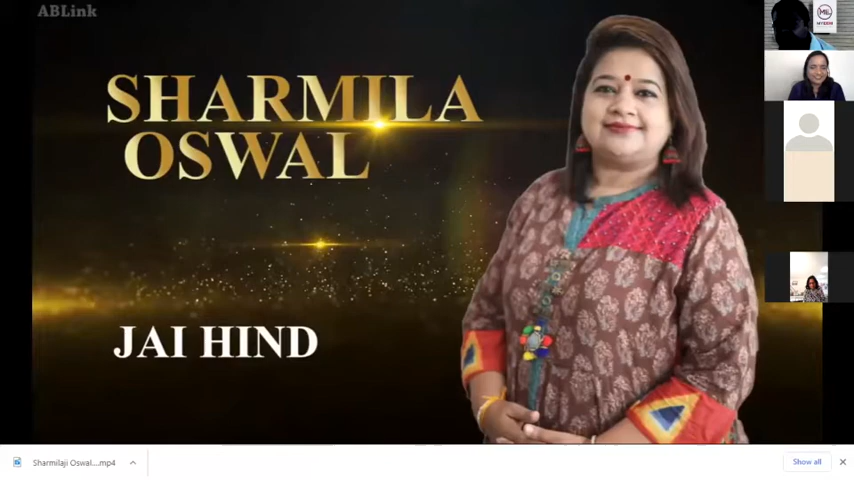 ABLink
SHARMILA
OSWAL
JAI HIND
Sharmilaji Oswal....mp4
Show all